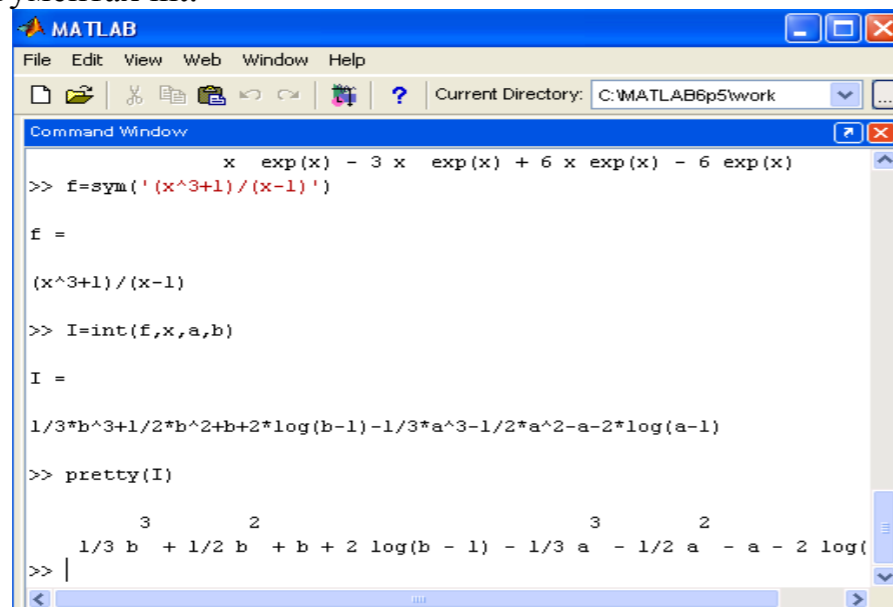 MATLAB
File Edit View Web Window Help
? Current Directory: C:\MATLAB6p5\work ...
Command Window
x exp(x) - 3 x exp(x) + 6 x exp(x) - 6 exp(x)
>> f=sym('(x^3+1)/(x-1)')
f =
(x^3+1)/(x-1)
>> I=int(f,x,a,b)
I =
1/3*b^3+1/2*b^2+b+2*log(b-1)-1/3*a^3-1/2*a^2-a-2*log(a-1)
>> pretty(I)
3 2 3 2
1/3 b + 1/2 b + b + 2 log(b - 1) - 1/3 a - 1/2 a - a - 2 log(
>>